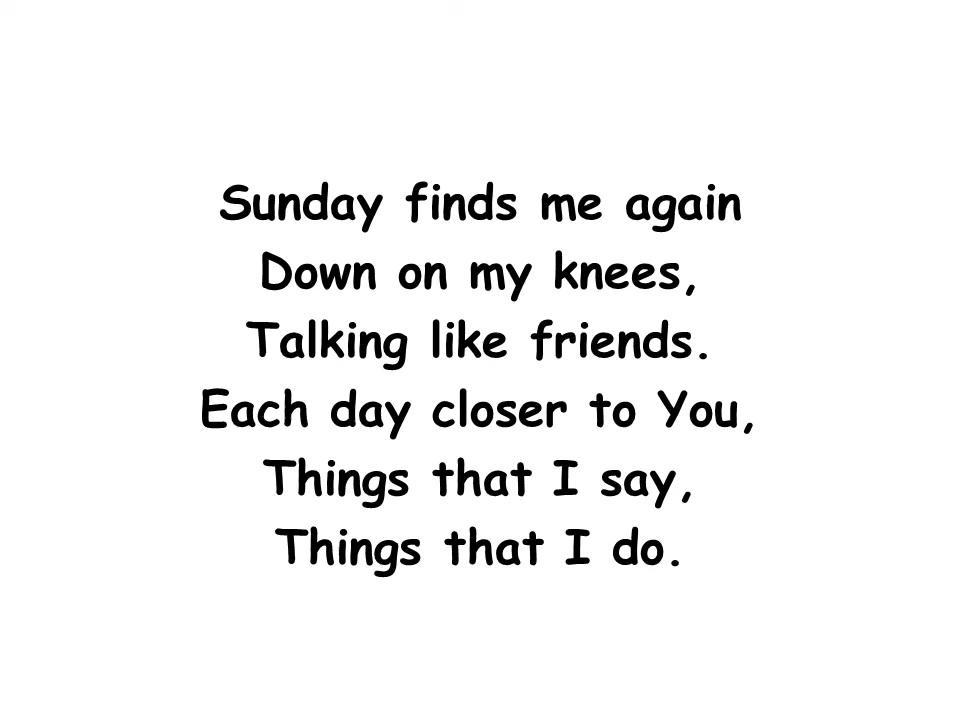 Sunday finds me again
Down on my knees,
Talking like friends.
Each day closer to You,
Things that I say,
Things that I do.